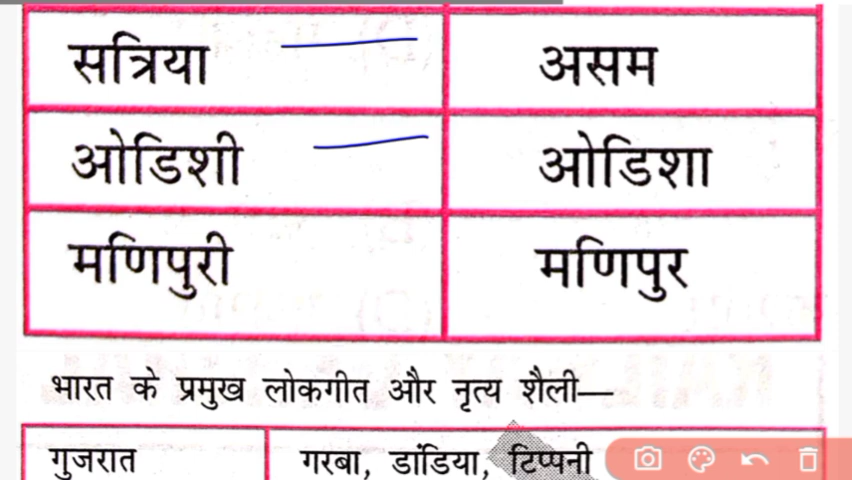 सत्रिया असम
ओडिशी ओडिशा
मणिपुरी मणिपुर
भारत के प्रमुख लोकगीत और नृत्य शैली—
गुजरात गरबा, डांडिया, टिप्पनी